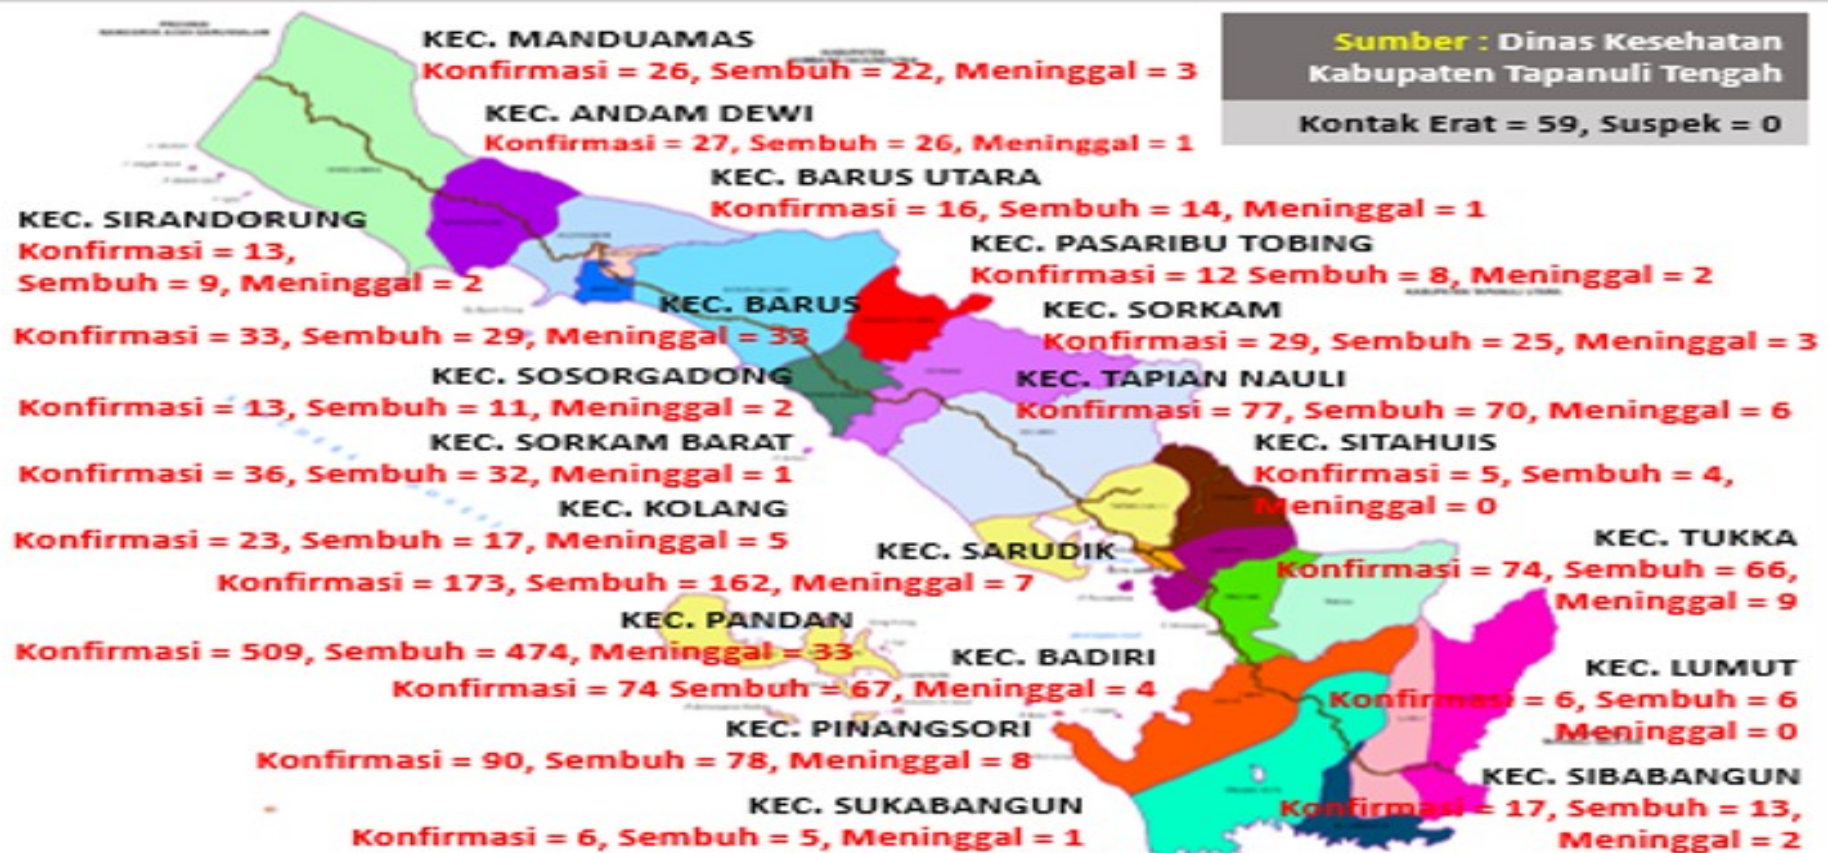 KEC. MANDUAMAS
Konfirmasi = 26, Sembuh = 22, Meninggal = 3
Sumber : Dinas Kesehatan
Kabupaten Tapanuli Tengah
Kontak Erat = 59, Suspek = 0
KEC. ANDAM DEWI
Konfirmasi = 27, Sembuh = 26, Meninggal = 1
KEC. BARUS UTARA
Konfirmasi = 16, Sembuh = 14, Meninggal = 1
KEC. SIRANDORUNG
Konfirmasi = 13,
Sembuh = 9, Meninggal = 2
KEC. PASARIBU TOBING
Konfirmasi = 12 Sembuh = 8, Meninggal = 2
KEC. BARUS
Konfirmasi = 33, Sembuh = 29, Meninggal = 33
KEC. SORKAM
Konfirmasi = 29, Sembuh = 25, Meninggal = 3
KEC. SOSORGADONG
Konfirmasi = 13, Sembuh = 11, Meninggal = 2
KEC. TAPIAN NAULI
Konfirmasi = 77, Sembuh = 70, Meninggal = 6
KEC. SORKAM BARAT
Konfirmasi = 36, Sembuh = 32, Meninggal = 1
KEC. SITAHUIS
Konfirmasi = 5, Sembuh = 4,
Meninggal = 0
KEC. KOLANG
Konfirmasi = 23, Sembuh = 17, Meninggal = 5
KEC. SARUDIK
Konfirmasi = 173, Sembuh = 162, Meninggal = 7
KEC. TUKKA
Konfirmasi = 74, Sembuh = 66,
Meninggal = 9
KEC. PANDAN
Konfirmasi = 509, Sembuh = 474, Meninggal = 33
KEC. BADIRI
Konfirmasi = 74 Sembuh = 67, Meninggal = 4
KEC. LUMUT
Konfirmasi = 6, Sembuh = 6
Meninggal = 0
KEC. PINANGSORI
Konfirmasi = 90, Sembuh = 78, Meninggal = 8
KEC. SIBABANGUN
Konfirmasi = 17, Sembuh = 13,
Meninggal = 2
KEC. SUKABANGUN
Konfirmasi = 6, Sembuh = 5, Meninggal = 1